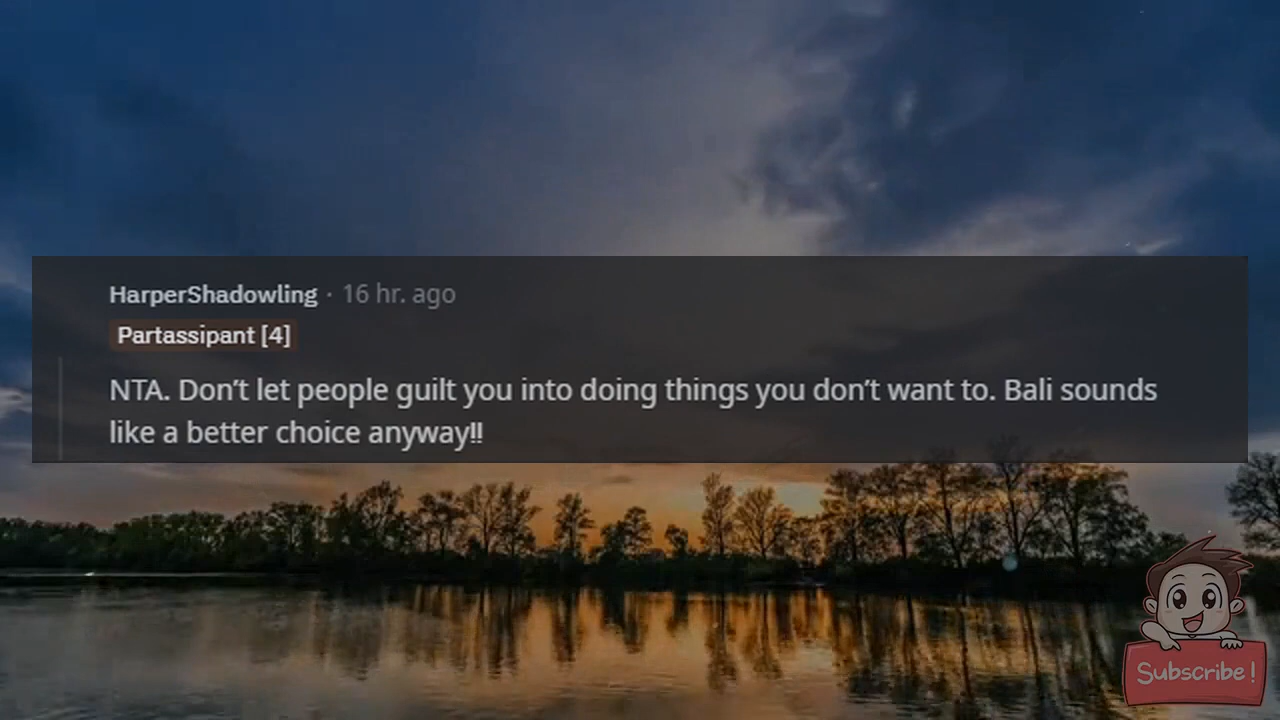 HarperShadowling · 16 hr. ago
Partassipant [4]
NTA. Don’t let people guilt you into doing things you don’t want to. Bali sounds
like a better choice anyway!!
Subscribe!